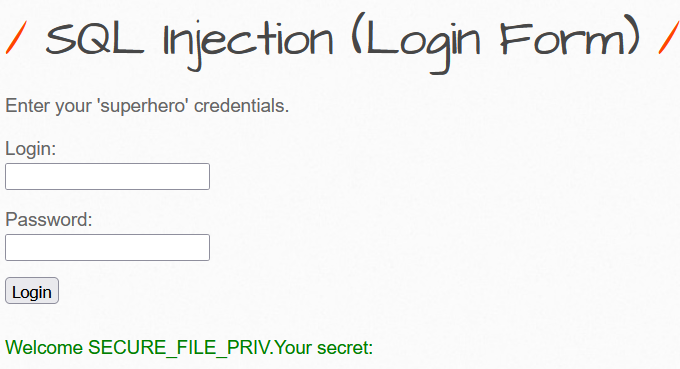 / SQL Injection (Login Form) /
Enter your 'superhero' credentials.
Login:
Password:
Login
Welcome SECURE_FILE_PRIV.Your secret: